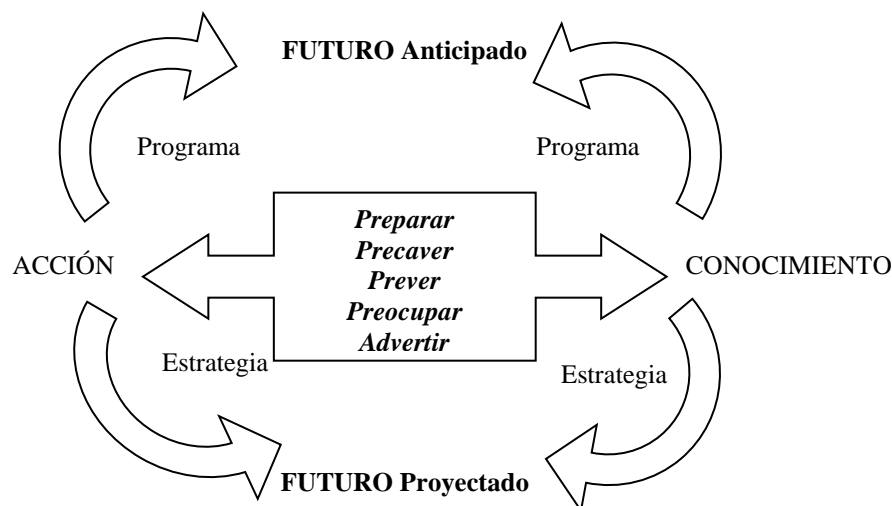 FUTURO Anticipado
Programa
Programa
Preparar
Precaver
Prever
Preocupar
Advertir
ACCIÓN
CONOCIMIENTO
Estrategia
Estrategia
FUTURO Proyectado